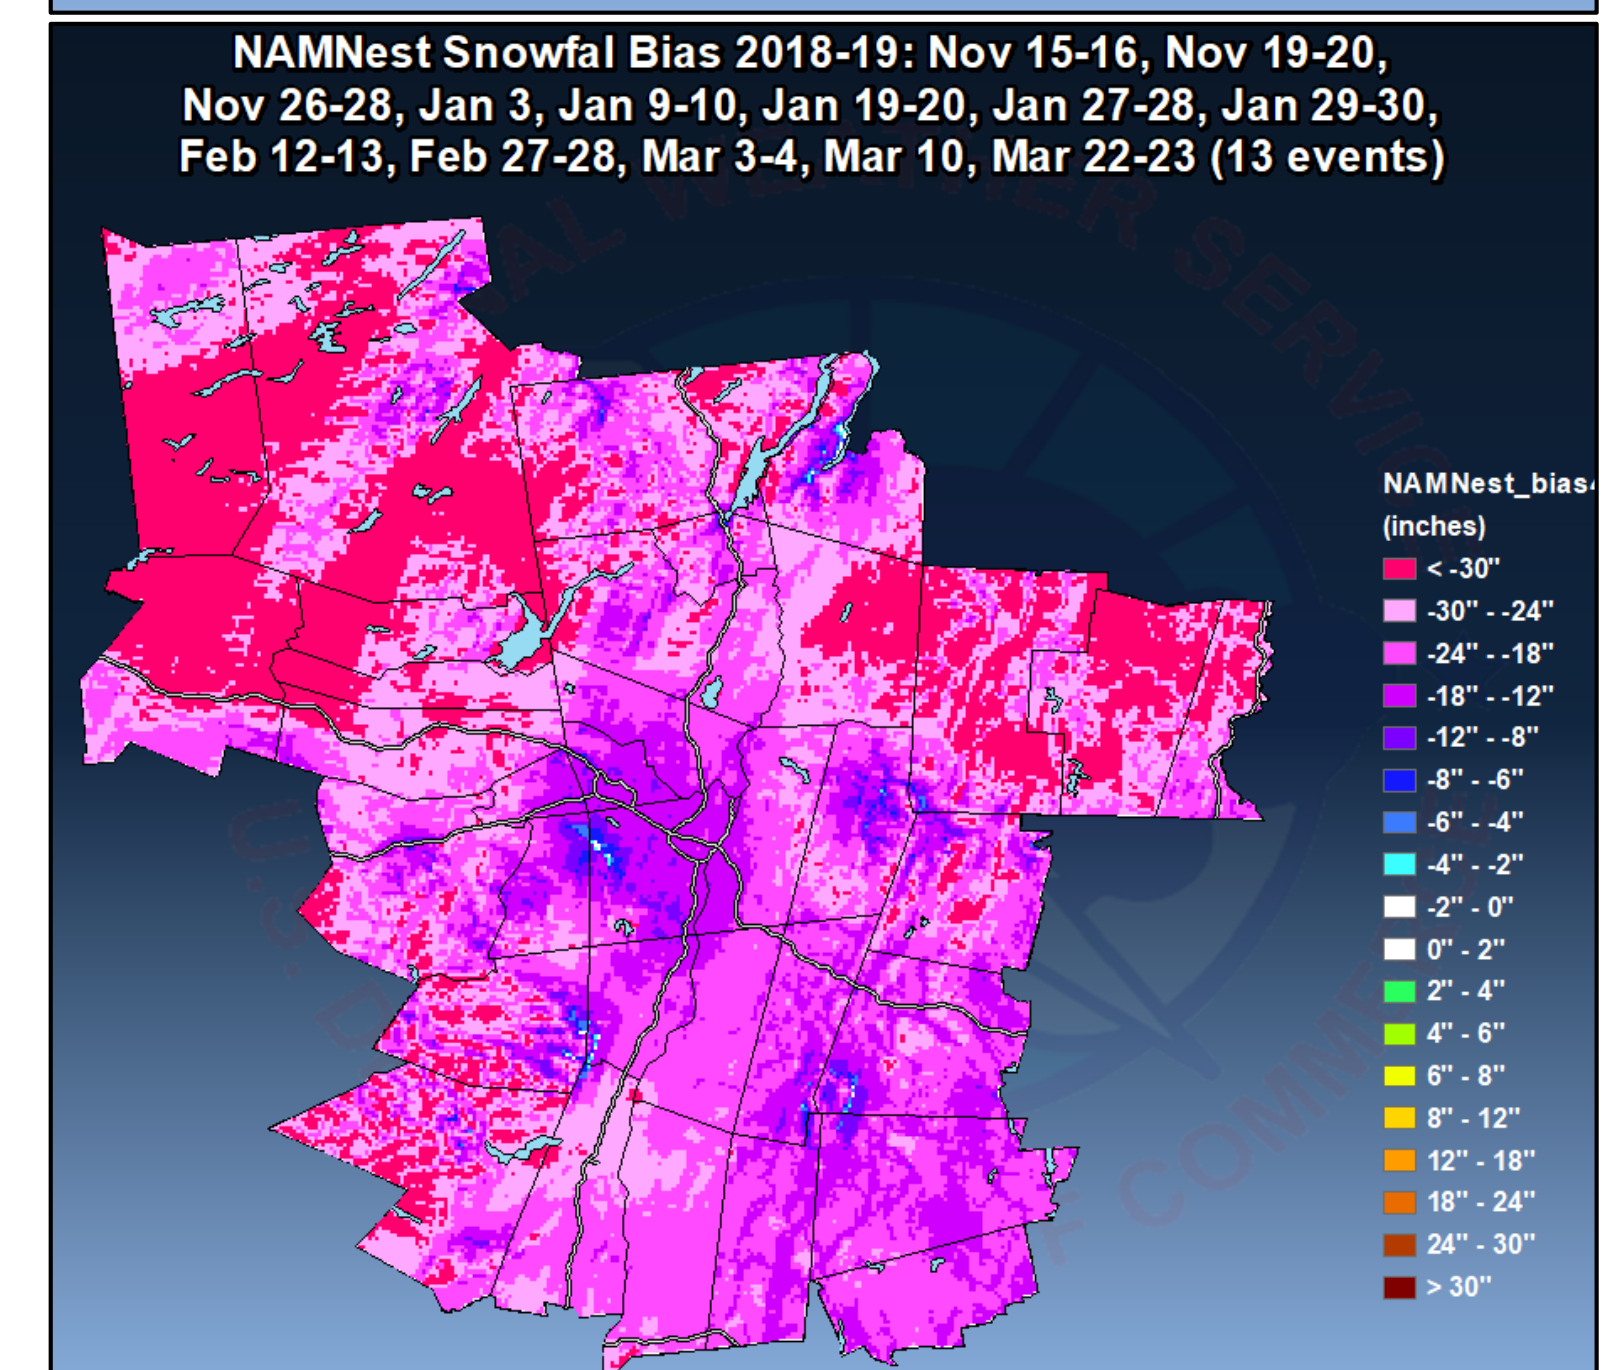 NAMNest Snowfal Bias 2018-19: Nov 15-16, Nov 19-20,
Nov 26-28, Jan 3, Jan 9-10, Jan 19-20, Jan 27-28, Jan 29-30,
Feb 12-13, Feb 27-28, Mar 3-4, Mar 10, Mar 22-23 (13 events)
WEATHER SERVICE
U.S.
OF COMMERCE
NAMNest_bias
(inches)
< -30"
-30" - -24"
-24" - -18"
-18" - -12"
-12" - -8"
-8" - -6"
-6" - -4"
-4" - -2"
-2" - 0"
0" - 2"
2" - 4"
4" - 6"
6" - 8"
8" - 12"
12" - 18"
18" - 24"
24" - 30"
> 30"